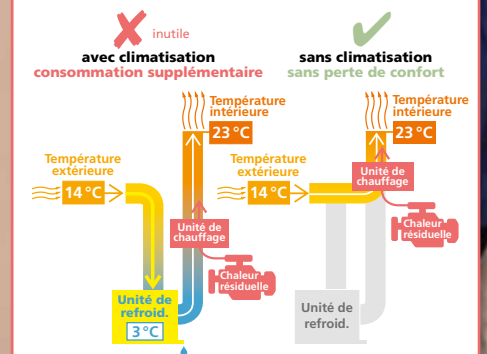 inutile
avec climatisation
consommation supplémentaire
Température
intérieure
23 °C
Température
extérieure
14 °C
Unité de
chauffage
Chaleur
résiduelle
Unité de
refroid.
3 °C
sans climatisation
sans perte de confort
Température
intérieure
23 °C
Température
extérieure
14 °C
Unité de
chauffage
Chaleur
résiduelle
Unité de
refroid.